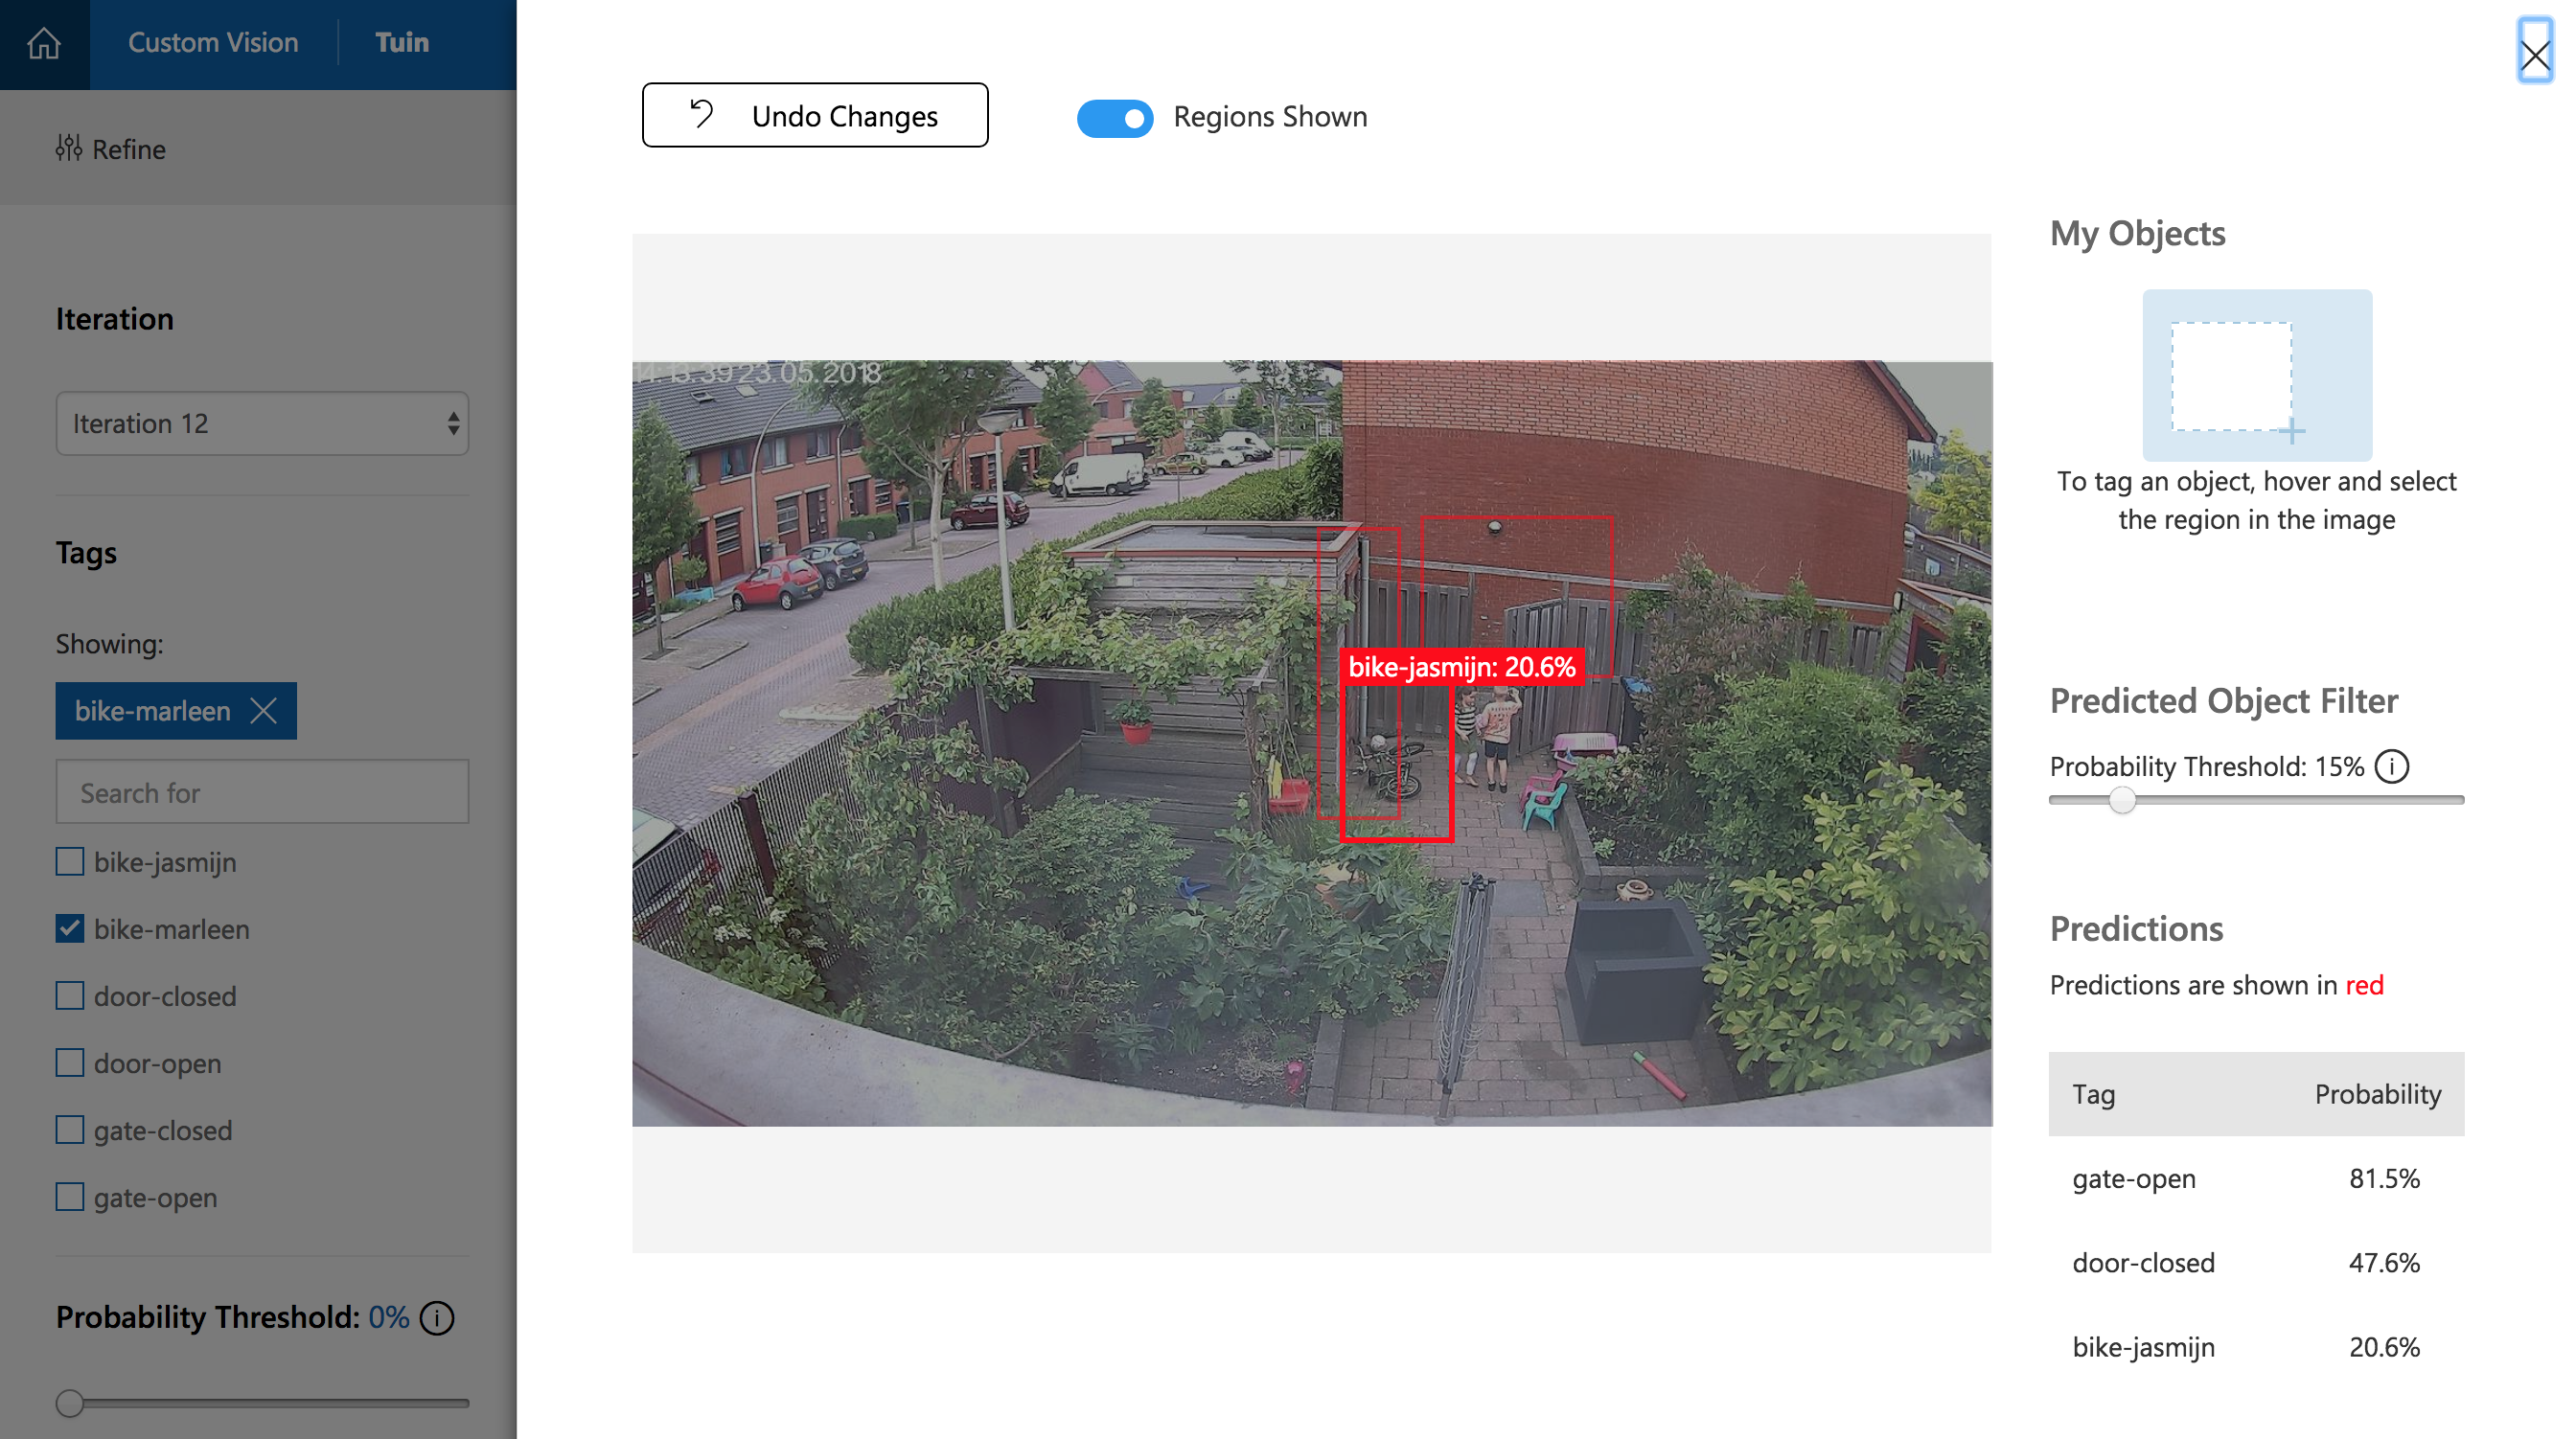 Custom Vision
Tuin
Refine
Iteration
Iteration 12
Tags
Showing:
bike-marleen
Search for
bike-jasmijn
bike-marleen
door-closed
door-open
gate-closed
gate-open
Probability Threshold: 0%
Undo Changes
Regions Shown
14:13:39 23.05.2018
bike-jasmijn: 20.6%
My Objects
To tag an object, hover and select
the region in the image
Predicted Object Filter
Probability Threshold: 15%
Predictions
Predictions are shown in red
Tag Probability
gate-open 81.5%
door-closed 47.6%
bike-jasmijn 20.6%